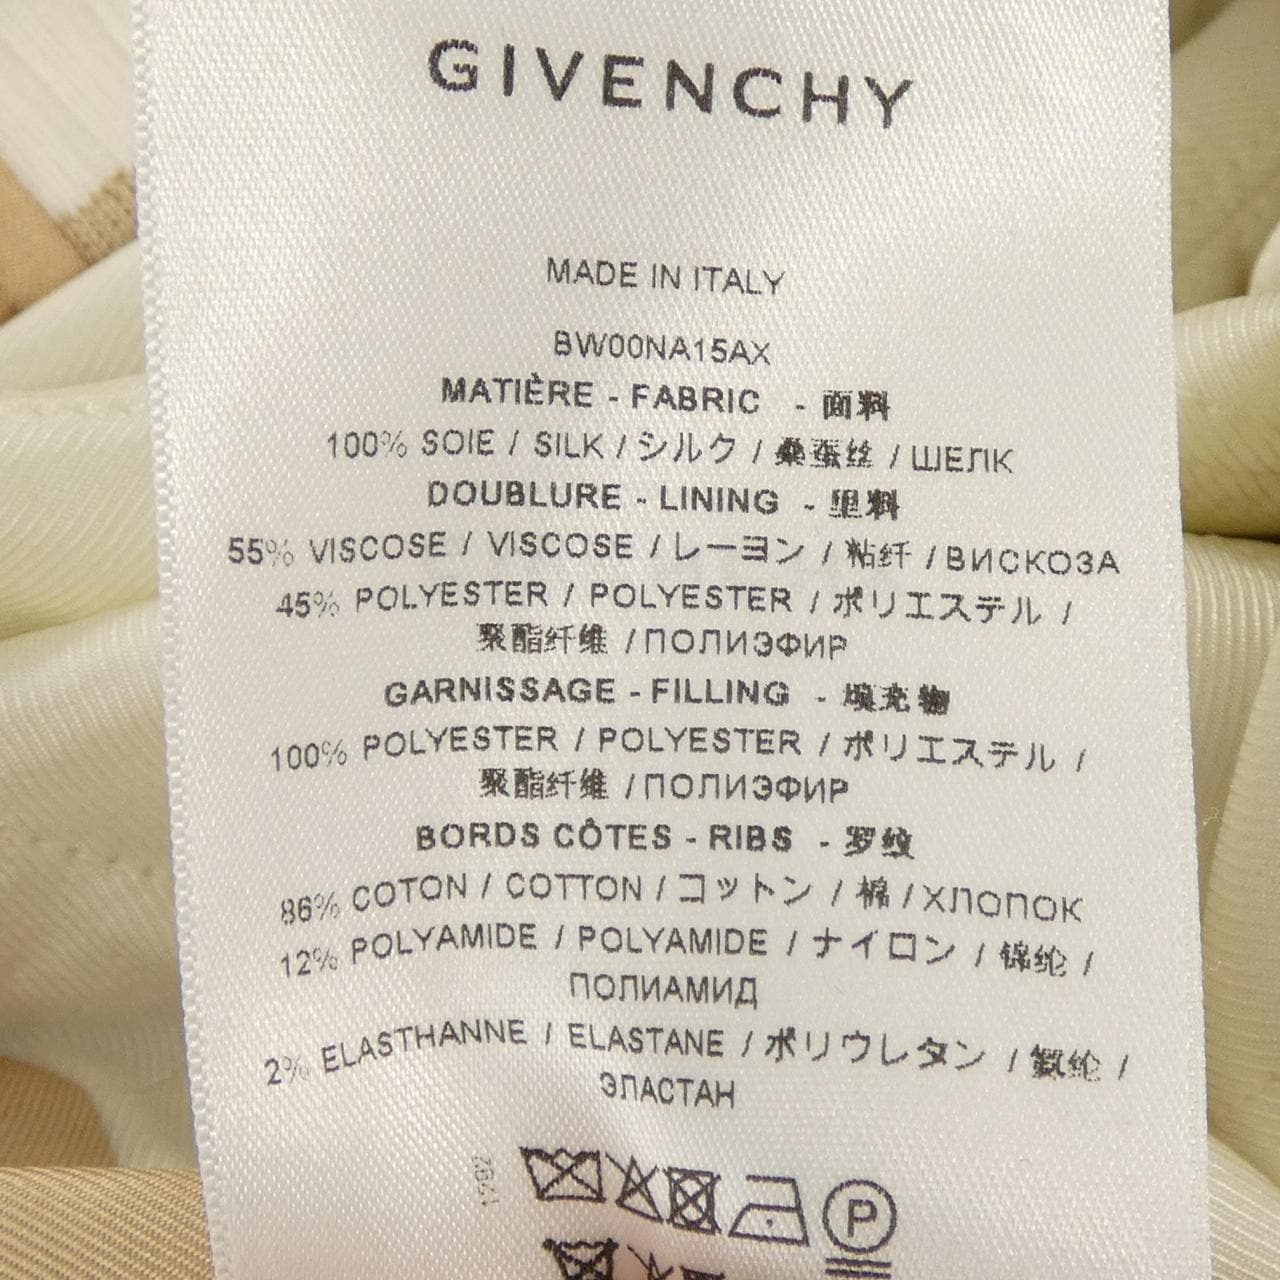 GIVENCHY
MADE IN ITALY
BW00NA15AX
MATIÈRE - FABRIC - 面料
100% SOIE / SILK / シルク / 桑蚕丝 / ШЕЛК
DOUBLURE - LINING - 里料
55% VISCOSE / VISCOSE / レーヨン / 粘纤 / ВИСКОЗА
45% POLYESTER / POLYESTER / ポリエステル /
聚酯纤维 / ПОЛИЭФИР
GARNISSAGE - FILLING - 填充物
100% POLYESTER / POLYESTER / ポリエステル /
聚酯纤维 / ПОЛИЭФИР
BORDS CÔTES - RIBS - 罗纹
86% COTON / COTTON / コットン / 棉 / ХЛОПОК
12% POLYAMIDE / POLYAMIDE / ナイロン / 锦纶 /
ПОЛИАМИД
2% ELASTHANNE / ELASTANE / ポリウレタン / 氨纶 /
ЭЛАСТАН
P